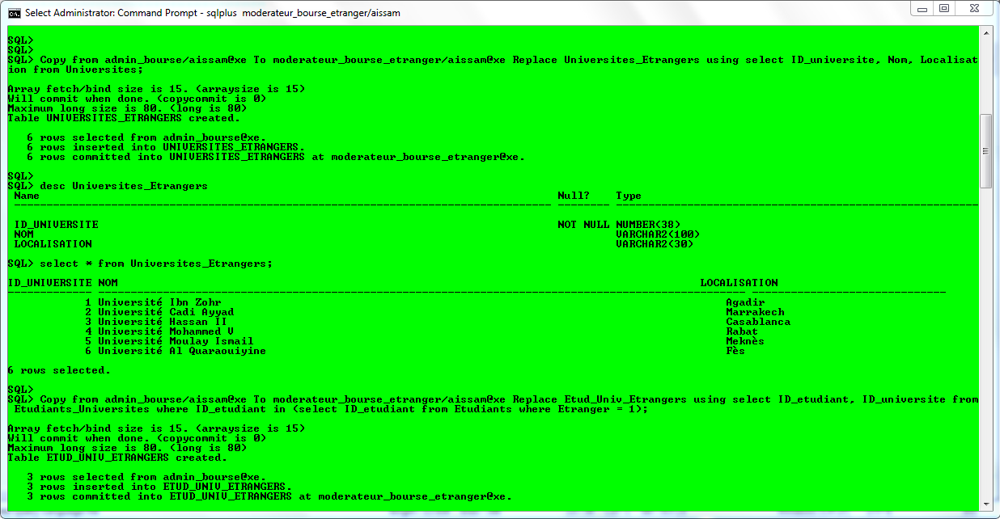 Select Administrator: Command Prompt - sqlplus  moderateur_bourse_etranger/aissam
SQL>
SQL>
SQL> Copy from admin_bourse/aissam@xe To moderateur_bourse_etranger/aissam@xe Replace Universites_Etrangers using select ID_universite, Nom, Localisat
ion from Universites;
Array fetch/bind size is 15. (arraysize is 15)
Will commit when done. (copycommit is 0)
Maximum long size is 80. (long is 80)
Table UNIVERSITES_ETRANGERS created.
6 rows selected from admin_bourse@xe.
6 rows inserted into UNIVERSITES_ETRANGERS.
6 rows committed into UNIVERSITES_ETRANGERS at moderateur_bourse_etranger@xe.
SQL>
SQL> desc Universites_Etrangers
Name Null? Type
ID_UNIVERSITE NOT NULL NUMBER(38)
NOM VARCHAR2(100)
LOCALISATION VARCHAR2(30)
SQL> select * from Universites_Etrangers;
ID_UNIVERSITE NOM LOCALISATION
1 Université Ibn Zohr Agadir
2 Université Cadi Ayyad Marrakech
3 Université Hassan II Casablanca
4 Université Mohammed V Rabat
5 Université Moulay Ismail Meknès
6 Université Al Quaraouiyine Fès
6 rows selected.
SQL>
SQL> Copy from admin_bourse/aissam@xe To moderateur_bourse_etranger/aissam@xe Replace Etud_Univ_Etrangers using select ID_etudiant, ID_universite from
Etudiants_Universites where ID_etudiant in (select ID_etudiant from Etudiants where Etranger = 1);
Array fetch/bind size is 15. (arraysize is 15)
Will commit when done. (copycommit is 0)
Maximum long size is 80. (long is 80)
Table ETUD_UNIV_ETRANGERS created.
3 rows selected from admin_bourse@xe.
3 rows inserted into ETUD_UNIV_ETRANGERS.
3 rows committed into ETUD_UNIV_ETRANGERS at moderateur_bourse_etranger@xe.